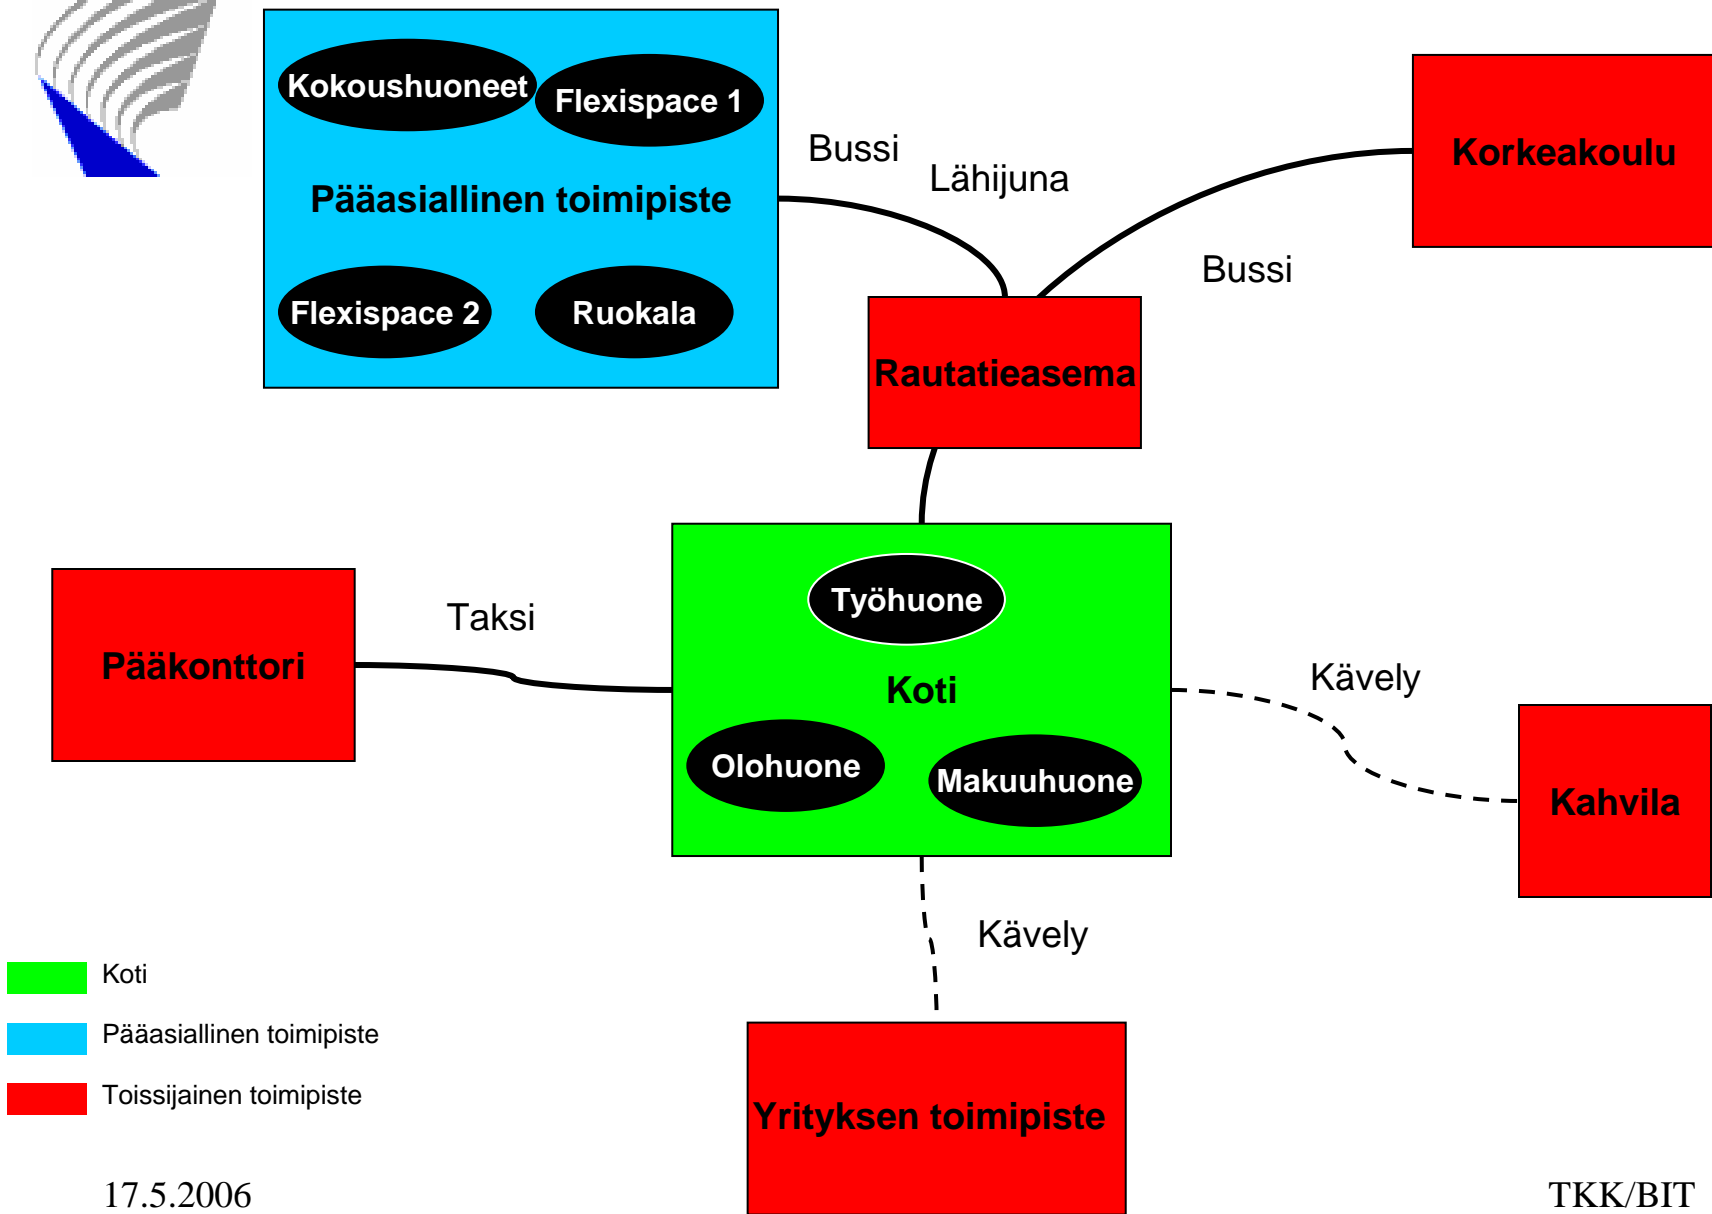 Kokoushuoneet
Flexispace 1
Pääasiallinen toimipiste
Flexispace 2
Ruokala
Bussi
Lähijuna
Korkeakoulu
Bussi
Rautatieasema
Työhuone
Koti
Olohuone
Makuuhuone
Pääkonttori
Taksi
Kävely
Kahvila
Kävely
Yrityksen toimipiste
Koti
Pääasiallinen toimipiste
Toissijainen toimipiste
17.5.2006
TKK/BIT